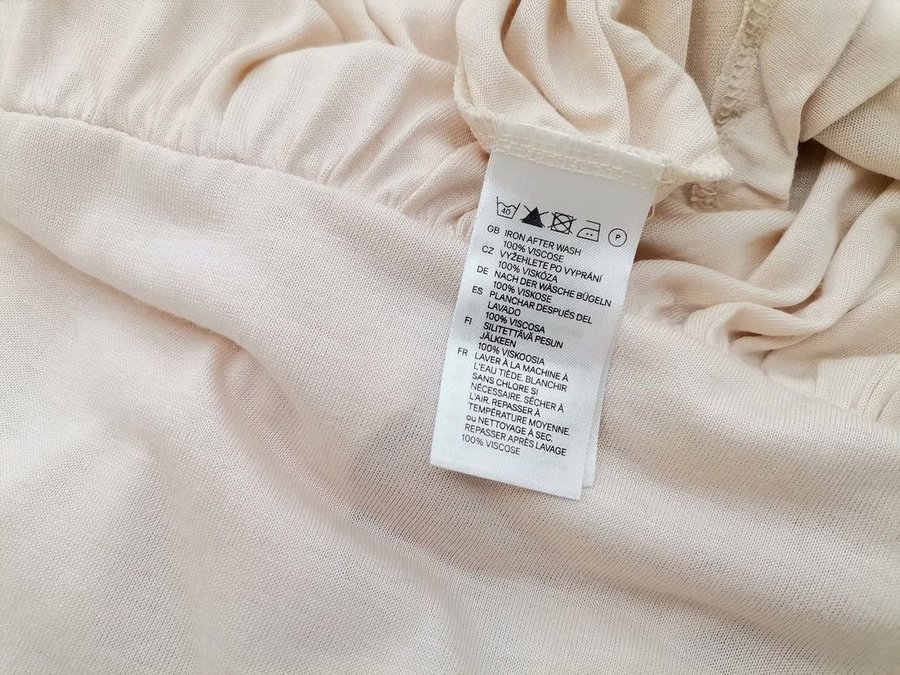 40
P
GB IRON AFTER WASH
100% VISCOSE
CZ VYŽEHLETE PO VYPRÁNÍ
100% VISKÓZA
DE NACH DER WÄSCHE BÜGELN
100% VISKOSE
ES PLANCHAR DESPUÉS DEL
LAVADO
100% VISCOSA
FI SILITETTÄVÄ PESUN
JÄLKEEN
100% VISKOOSIA
FR LAVER À LA MACHINE À
L'EAU TIÈDE. BLANCHIR
SANS CHLORE SI
NÉCESSAIRE. SÉCHER À
L'AIR. REPASSER À
TEMPÉRATURE MOYENNE.
ou NETTOYAGE À SEC.
REPASSER APRÈS LAVAGE
100% VISCOSE